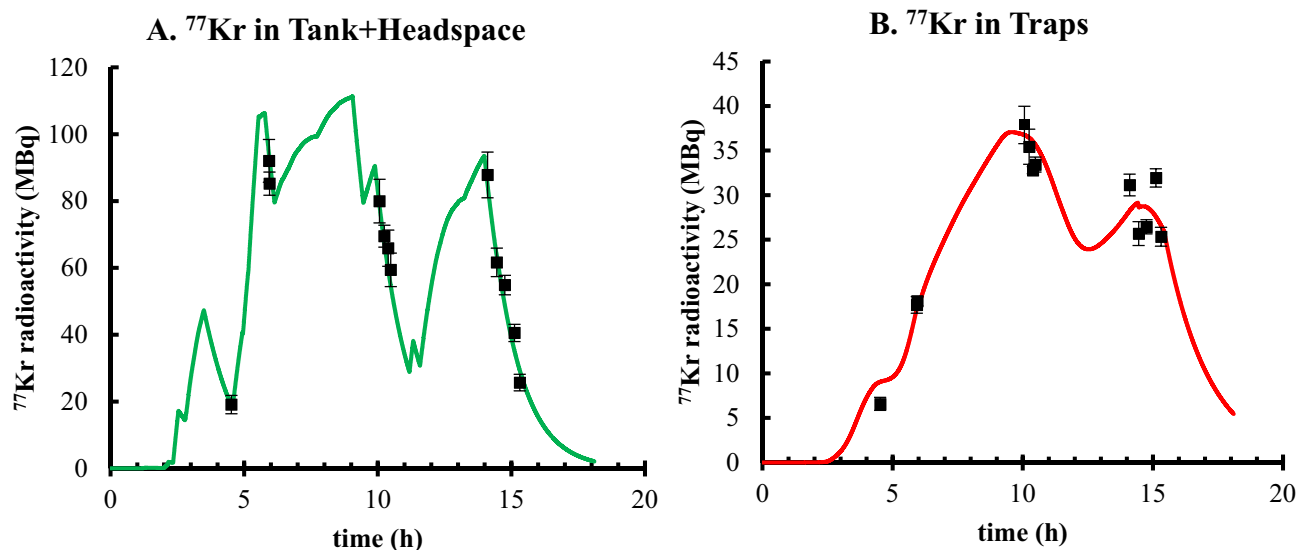 A. ⁷⁷Kr in Tank+Headspace
⁷⁷Kr radioactivity (MBq)
120
100
80
60
40
20
0
0 5 10 15 20
time (h)
B. ⁷⁷Kr in Traps
⁷⁷Kr radioactivity (MBq)
45
40
35
30
25
20
15
10
5
0
0 5 10 15 20
time (h)